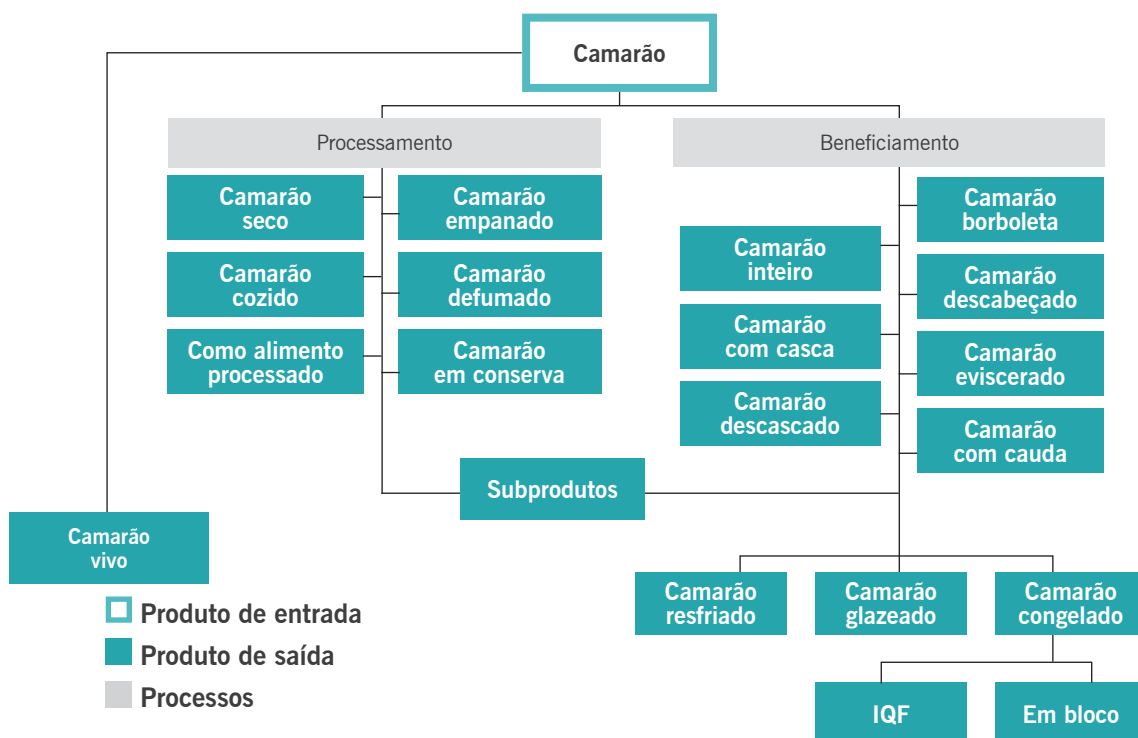 Camarão
Processamento
Beneficiamento
Camarão
seco
Camarão
empanado
Camarão
cozido
Camarão
defumado
Como alimento
processado
Camarão
em conserva
Camarão
borboleta
Camarão
inteiro
Camarão
descabeçado
Camarão
com casca
Camarão
eviscerado
Camarão
descascado
Camarão
com cauda
Subprodutos
Camarão
vivo
Camarão
resfriado
Camarão
glazeado
Camarão
congelado
IQF
Em bloco
Produto de entrada
Produto de saída
Processos